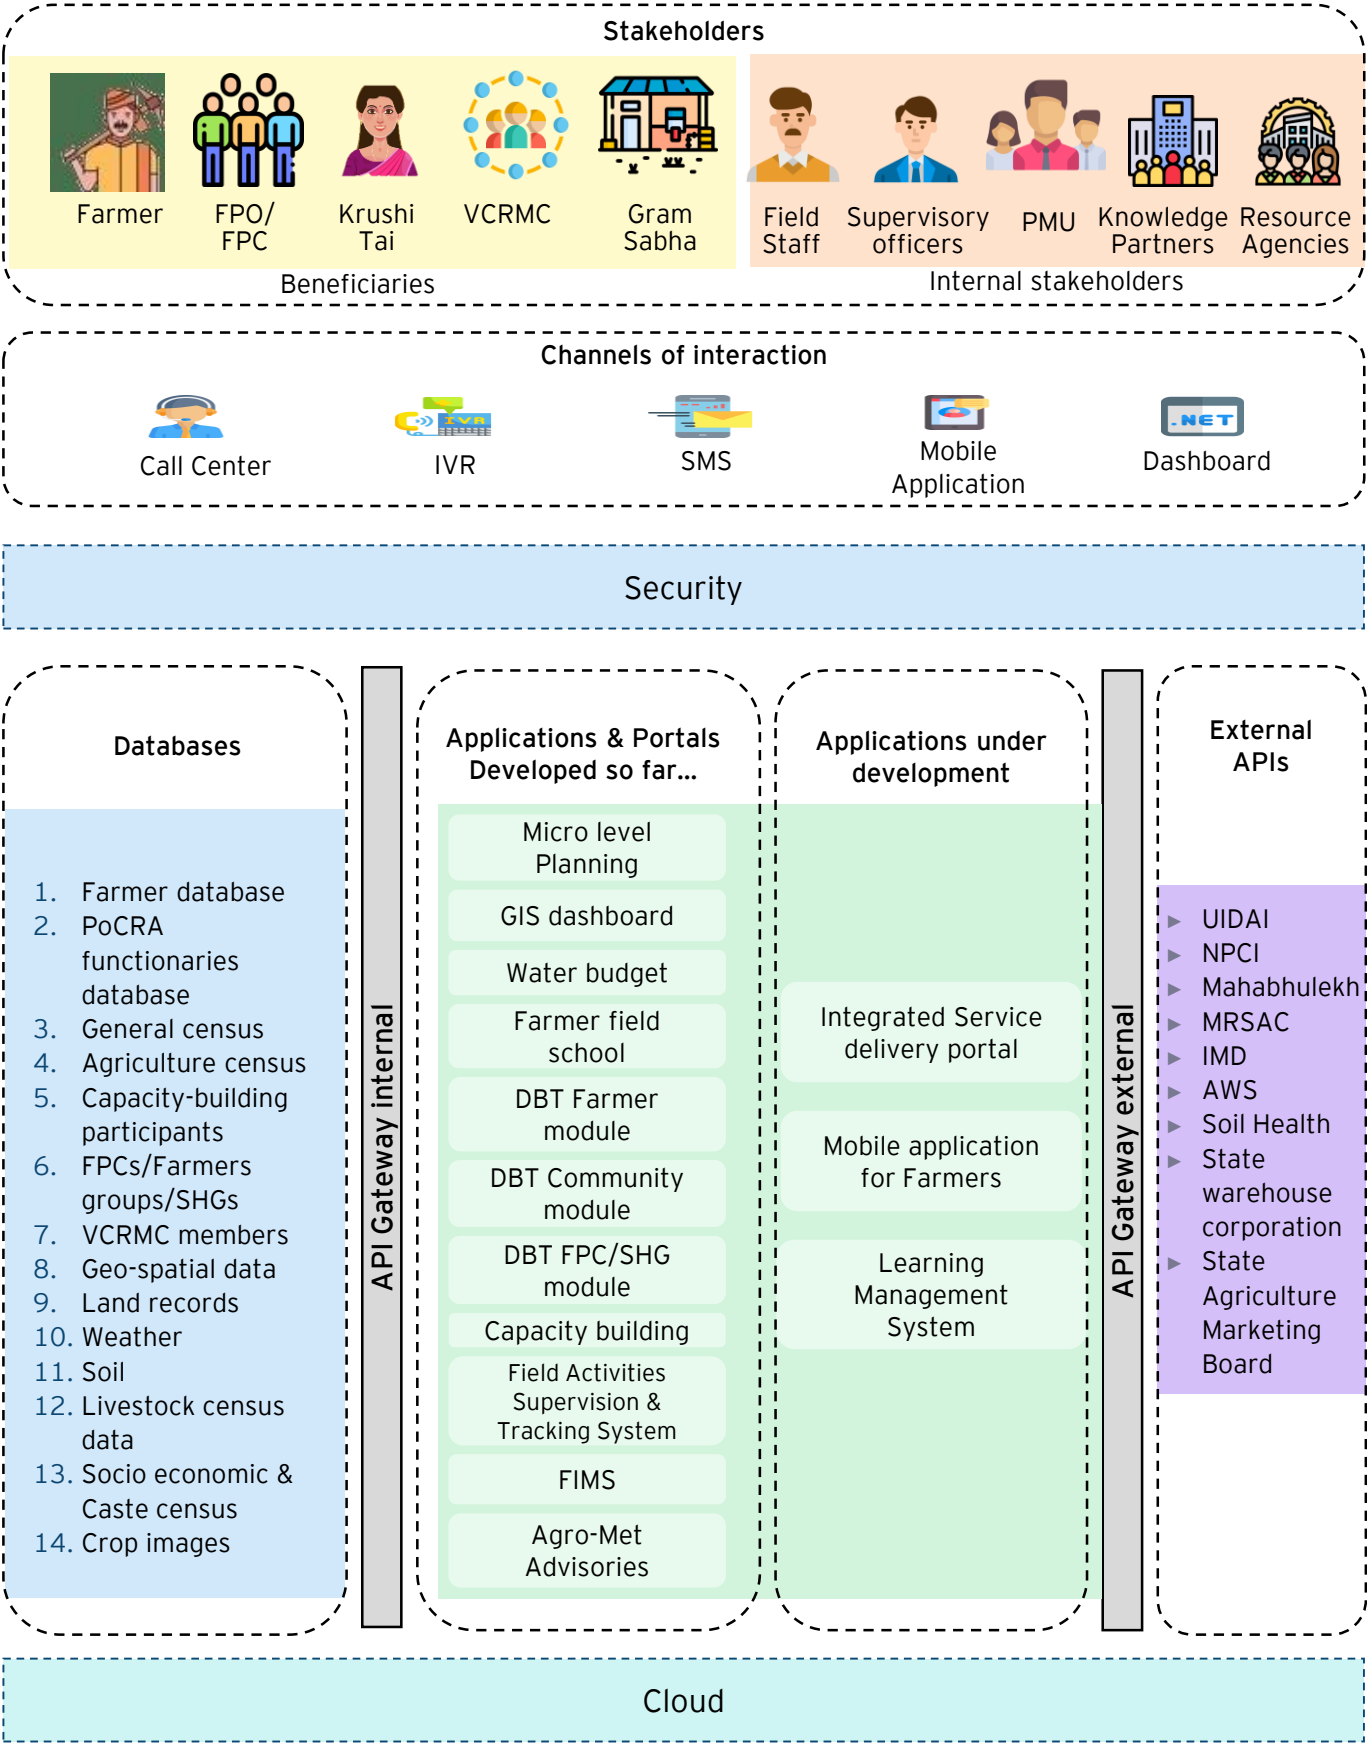 Stakeholders
Farmer
FPO/
FPC
Krushi
Tai
VCRMC
Gram
Sabha
Beneficiaries
Field
Staff
Supervisory
officers
PMU
Knowledge
Partners
Resource
Agencies
Internal stakeholders
Channels of interaction
Call Center
IVR
IVR
SMS
Mobile
Application
.NET
Dashboard
Security
Databases
1. Farmer database
2. PoCRA
functionaries
database
3. General census
4. Agriculture census
5. Capacity-building
participants
6. FPCs/Farmers
groups/SHGs
7. VCRMC members
8. Geo-spatial data
9. Land records
10. Weather
11. Soil
12. Livestock census
data
13. Socio economic &
Caste census
14. Crop images
API Gateway internal
Applications & Portals
Developed so far...
Micro level
Planning
GIS dashboard
Water budget
Farmer field
school
DBT Farmer
module
DBT Community
module
DBT FPC/SHG
module
Capacity building
Field Activities
Supervision &
Tracking System
FIMS
Agro-Met
Advisories
Applications under
development
Integrated Service
delivery portal
Mobile application
for Farmers
Learning
Management
System
API Gateway external
External
APIs
► UIDAI
► NPCI
► Mahabhulekh
► MRSAC
► IMD
► AWS
► Soil Health
► State
warehouse
corporation
► State
Agriculture
Marketing
Board
Cloud